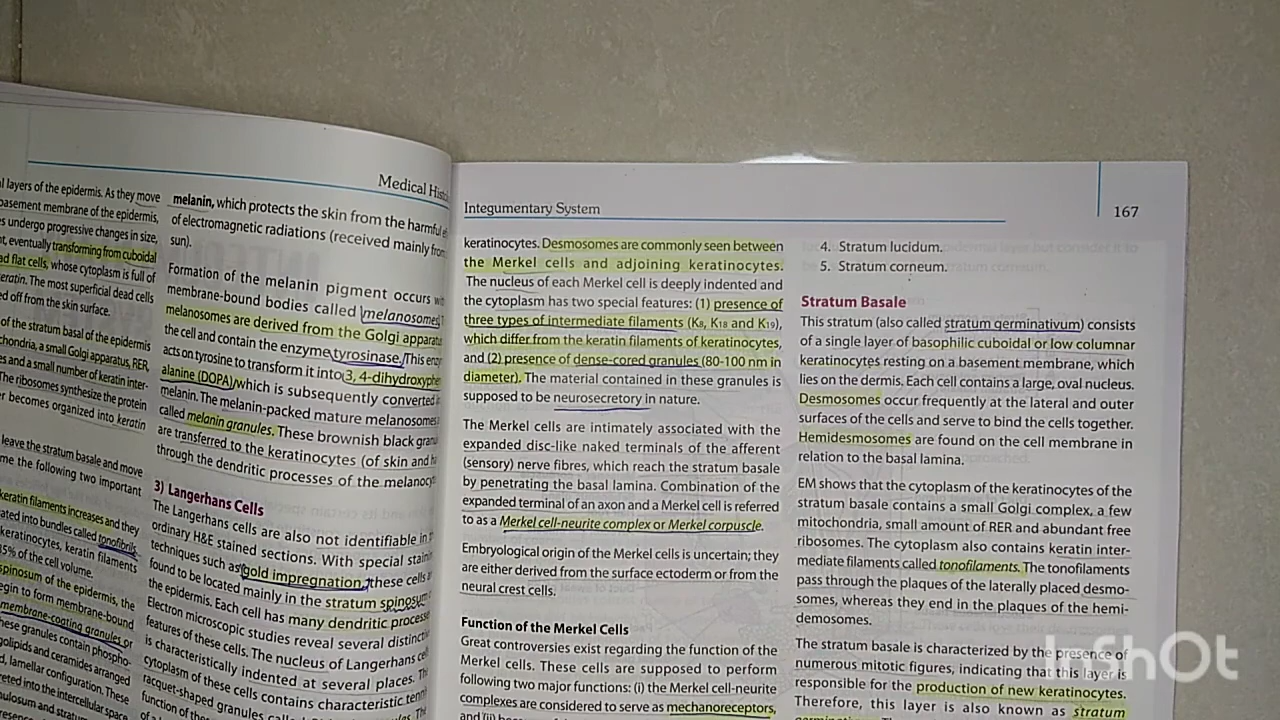 l layers of the epidermis. As they move
basement membrane of the epidermis,
undergo progressive changes in size,
eventually transforming from cuboidal
flat cells, whose cytoplasm is full of
keratin. The most superficial dead cells
off from the skin surface.
of the stratum basal of the epidermis
a small Golgi apparatus, RER,
and a small number of keratin inter-
The ribosomes synthesize the protein
becomes organized into keratin
leave the stratum basale and move
the following two important
keratin filaments increases and they
into bundles called tonofibrils.
keratinocytes, keratin filaments
85% of the cell volume.
spinosum of the epidermis, the
to form membrane-bound
membrane-coating granules or
granules contain phospho-
lipids and ceramides arranged
lamellar configuration. These
into the intercellular space
Medical
melanin, which protects the skin from the harmful
of electromagnetic radiations (received mainly from
sun).
Formation of the melanin pigment occurs
membrane-bound bodies called melanosomes.
melanosomes are derived from the Golgi
the cell and contain the enzyme tyrosinase. This
acts on tyrosine to transform it into 3, 4-
alanine (DOPA) which is subsequently converted
melanin. The melanin-packed mature melanosomes
called melanin granules. These brownish black
are transferred to the keratinocytes (of skin and
through the dendritic processes of the
3) Langerhans Cells
The Langerhans cells are also not identifiable in
ordinary H&E stained sections. With special
techniques such as gold impregnation, these cells
found to be located mainly in the stratum spinosum
the epidermis. Each cell has many dendritic
Electron microscopic studies reveal several
features of these cells. The nucleus of Langerhans
is characteristically indented at several places. The
cytoplasm of these cells contains characteristic
racquet-shaped granules
function of
Integumentary System
167
keratinocytes. Desmosomes are commonly seen between
the Merkel cells and adjoining keratinocytes.
The nucleus of each Merkel cell is deeply indented and
the cytoplasm has two special features: (1) presence of
three types of intermediate filaments (K8, K18 and K19),
which differ from the keratin filaments of keratinocytes,
and (2) presence of dense-cored granules (80-100 nm in
diameter). The material contained in these granules is
supposed to be neurosecretory in nature.
The Merkel cells are intimately associated with the
expanded disc-like naked terminals of the afferent
(sensory) nerve fibres, which reach the stratum basale
by penetrating the basal lamina. Combination of the
expanded terminal of an axon and a Merkel cell is referred
to as a Merkel cell-neurite complex or Merkel corpuscle.
Embryological origin of the Merkel cells is uncertain; they
are either derived from the surface ectoderm or from the
neural crest cells.
Function of the Merkel Cells
Great controversies exist regarding the function of the
Merkel cells. These cells are supposed to perform
following two major functions: (i) the Merkel cell-neurite
complexes are considered to serve as mechanoreceptors,
and (ii)
4. Stratum lucidum.
5. Stratum corneum.
Stratum Basale
This stratum (also called stratum germinativum) consists
of a single layer of basophilic cuboidal or low columnar
keratinocytes resting on a basement membrane, which
lies on the dermis. Each cell contains a large, oval nucleus.
Desmosomes occur frequently at the lateral and outer
surfaces of the cells and serve to bind the cells together.
Hemidesmosomes are found on the cell membrane in
relation to the basal lamina.
EM shows that the cytoplasm of the keratinocytes of the
stratum basale contains a small Golgi complex, a few
mitochondria, small amount of RER and abundant free
ribosomes. The cytoplasm also contains keratin inter-
mediate filaments called tonofilaments. The tonofilaments
pass through the plaques of the laterally placed desmo-
somes, whereas they end in the plaques of the hemi-
demosomes.
The stratum basale is characterized by the presence of
numerous mitotic figures, indicating that this layer is
responsible for the production of new keratinocytes.
Therefore, this layer is also known as stratum
InShOt